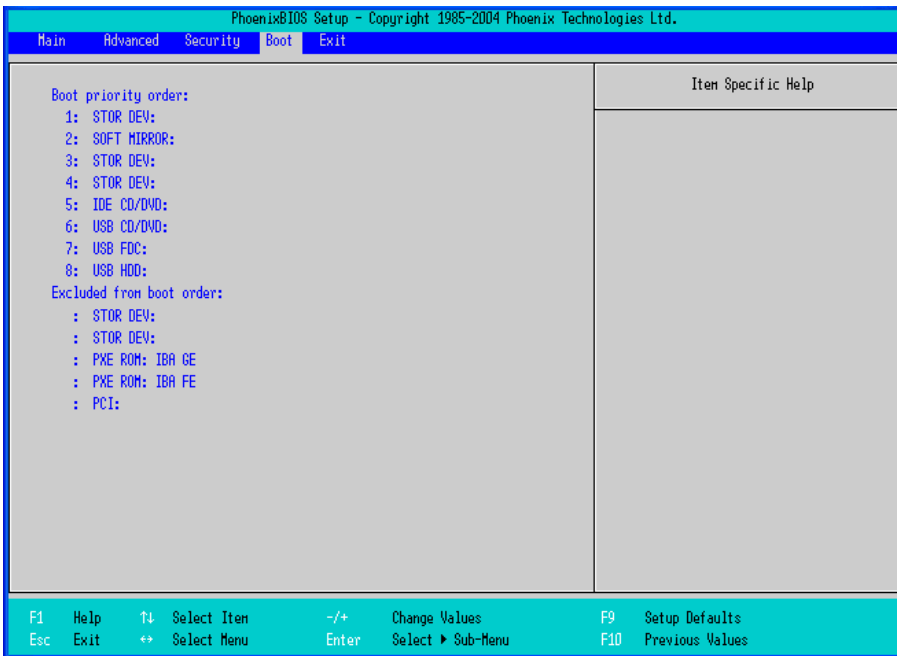 PhoenixBIOS Setup - Copyright 1985-2004 Phoenix Technologies Ltd.
Main Advanced Security Boot Exit
Item Specific Help
Boot priority order:
1: STOR DEV:
2: SOFT MIRROR:
3: STOR DEV:
4: STOR DEV:
5: IDE CD/DVD:
6: USB CD/DVD:
7: USB FDC:
8: USB HDD:
Excluded from boot order:
: STOR DEV:
: STOR DEV:
: PXE ROM: IBA GE
: PXE ROM: IBA FE
: PCI:
F1 Help ↑↓ Select Item -/+ Change Values F9 Setup Defaults
Esc Exit ↔ Select Menu Enter Select ▶ Sub-Menu F10 Previous Values